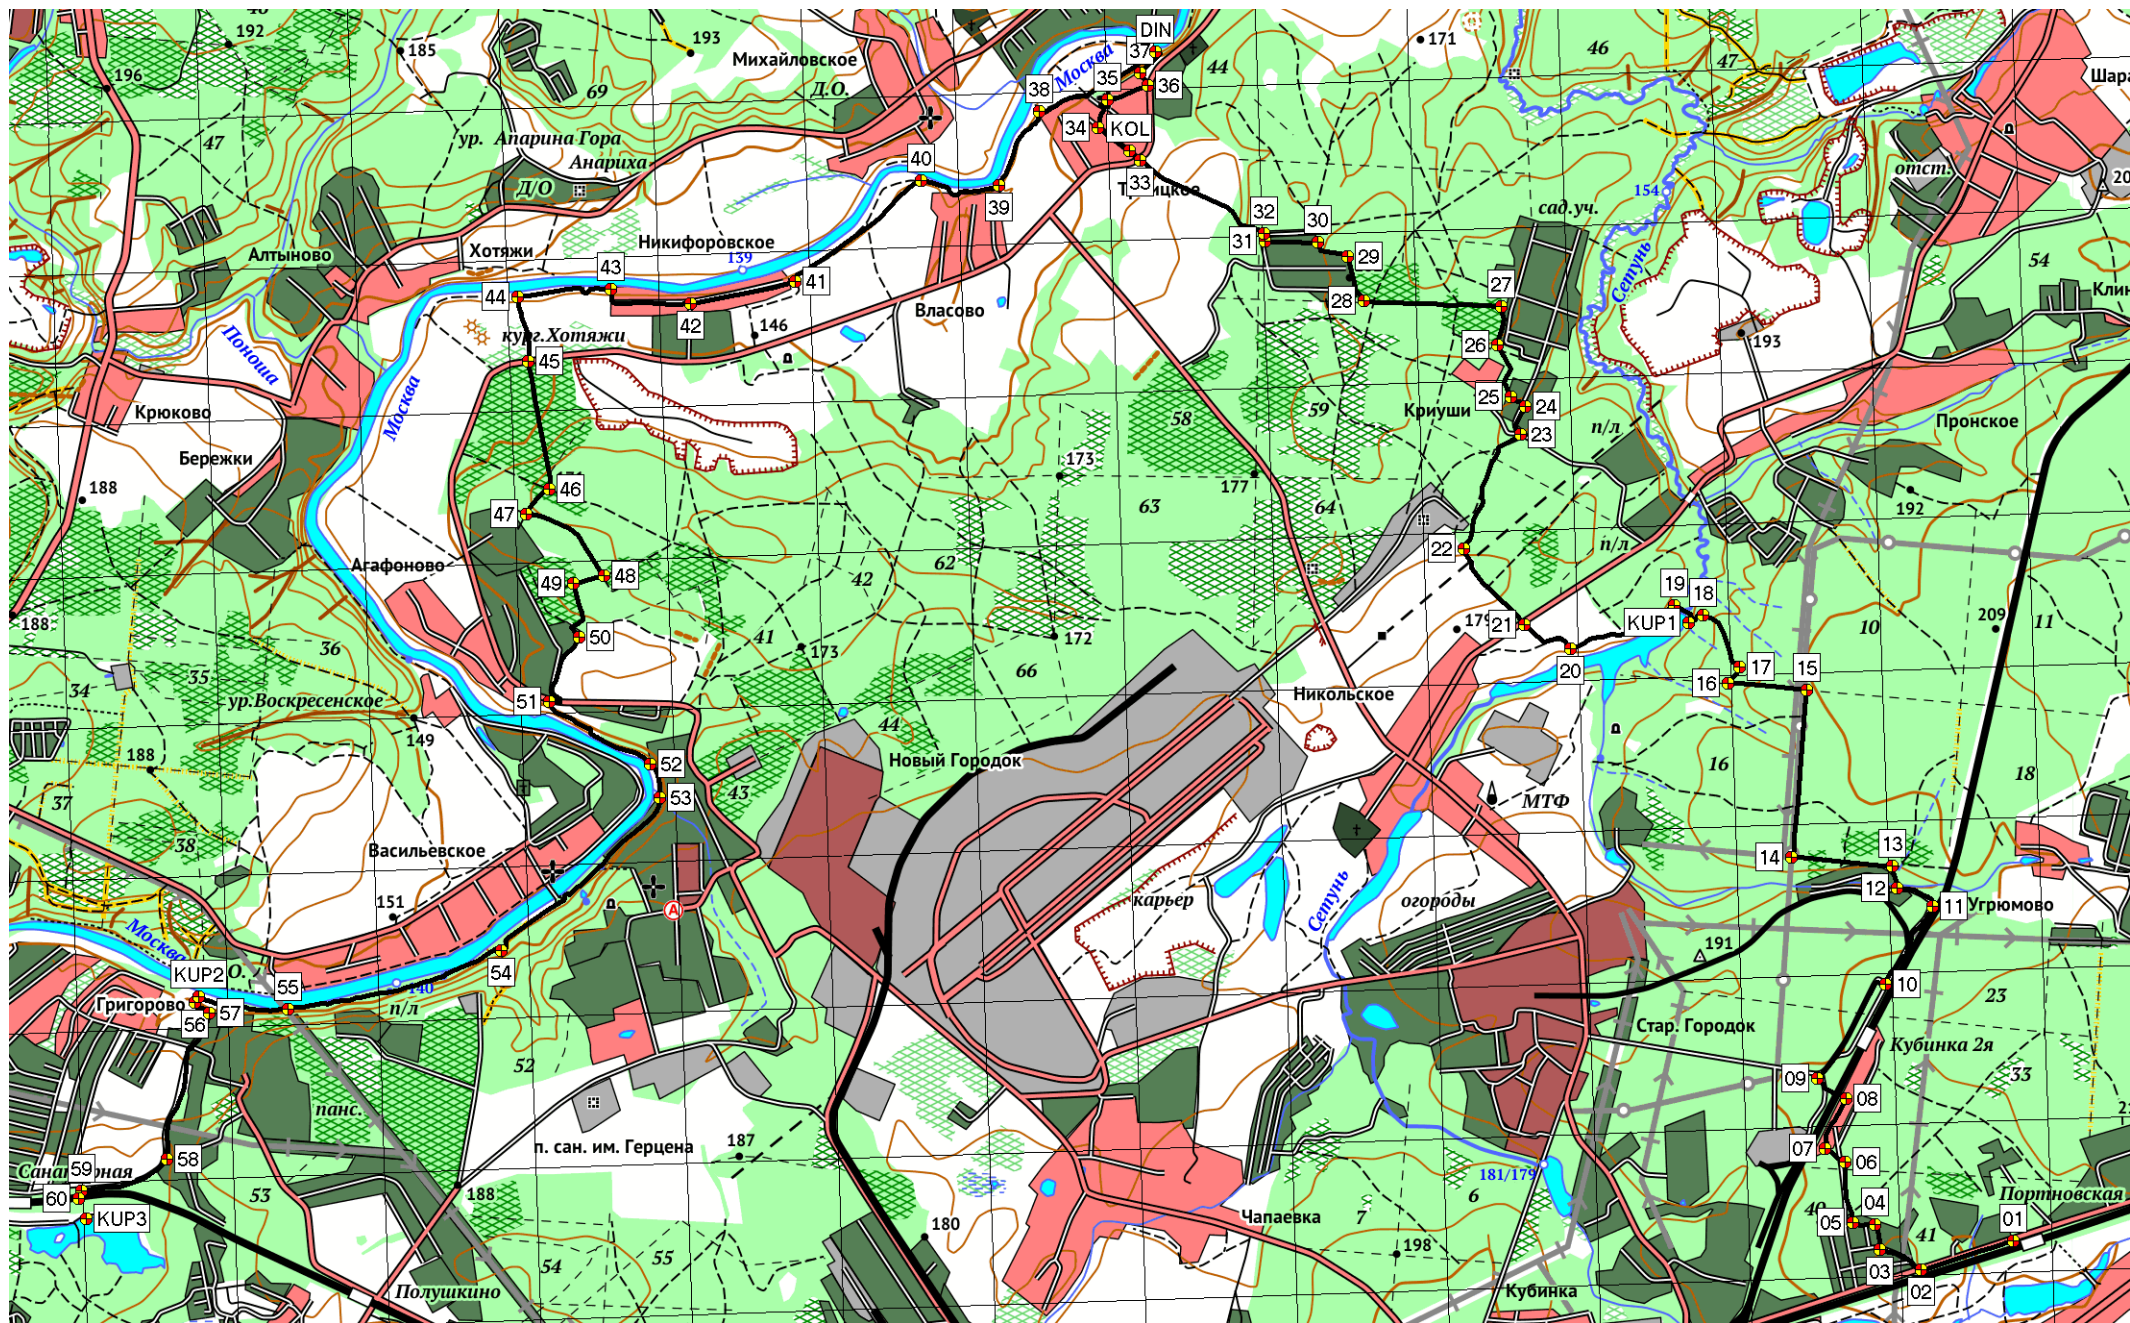 192
196
185
193
Михайловское
Д.О.
69
47
ур. Апарина Гора
Анариха
Д/О
Москва
DIN
37
35
36
38
34
KOL
33
44
171
46
47
Шара
отст.
154
Сетунь
сад.уч.
54
Клин
40
39
Троицкое
32
31
30
29
28
27
26
25
24
23
Алтыново
Хотяжи
Никифоровское
139
43
44
42
41
146
Власово
кург.Хотяжи
45
Поноша
Москва
Крюково
Бережки
188
188
58
59
Криуши
п/л
193
Пронское
173
177
63
64
192
46
47
Агафоново
48
49
50
62
42
41
172
173
66
22
п/л
19
18
KUP1
179
21
20
17
16
15
10
209
11
36
35
34
ур.Воскресенское
149
188
37
38
51
52
53
43
44
Новый Городок
Никольское
16
18
МТФ
Васильевское
151
А
карьер
Сетунь
огороды
14
13
12
11
Угрюмово
191
Москва
KUP2
О.
Григорово
55
56
57
140
п/л
54
52
10
23
Стар. Городок
Кубинка 2я
33
09
08
07
06
панс.
п. сан. им. Герцена
187
58
59
60
KUP3
53
188
181/179
6
7
Чапаевка
180
198
54
55
Полушкино
Кубинка
Портновская
05
04
01
41
03
02